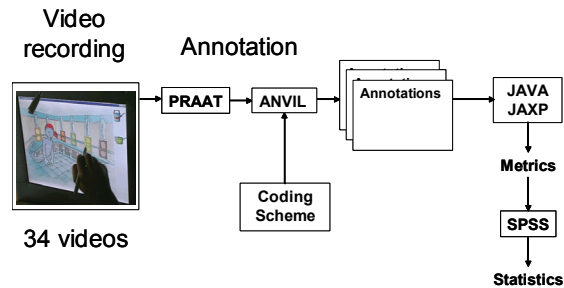 Video
recording
Annotation
PRAAT
ANVIL
Annotations
JAVA
JAXP
Metrics
Coding
Scheme
SPSS
34 videos
Statistics